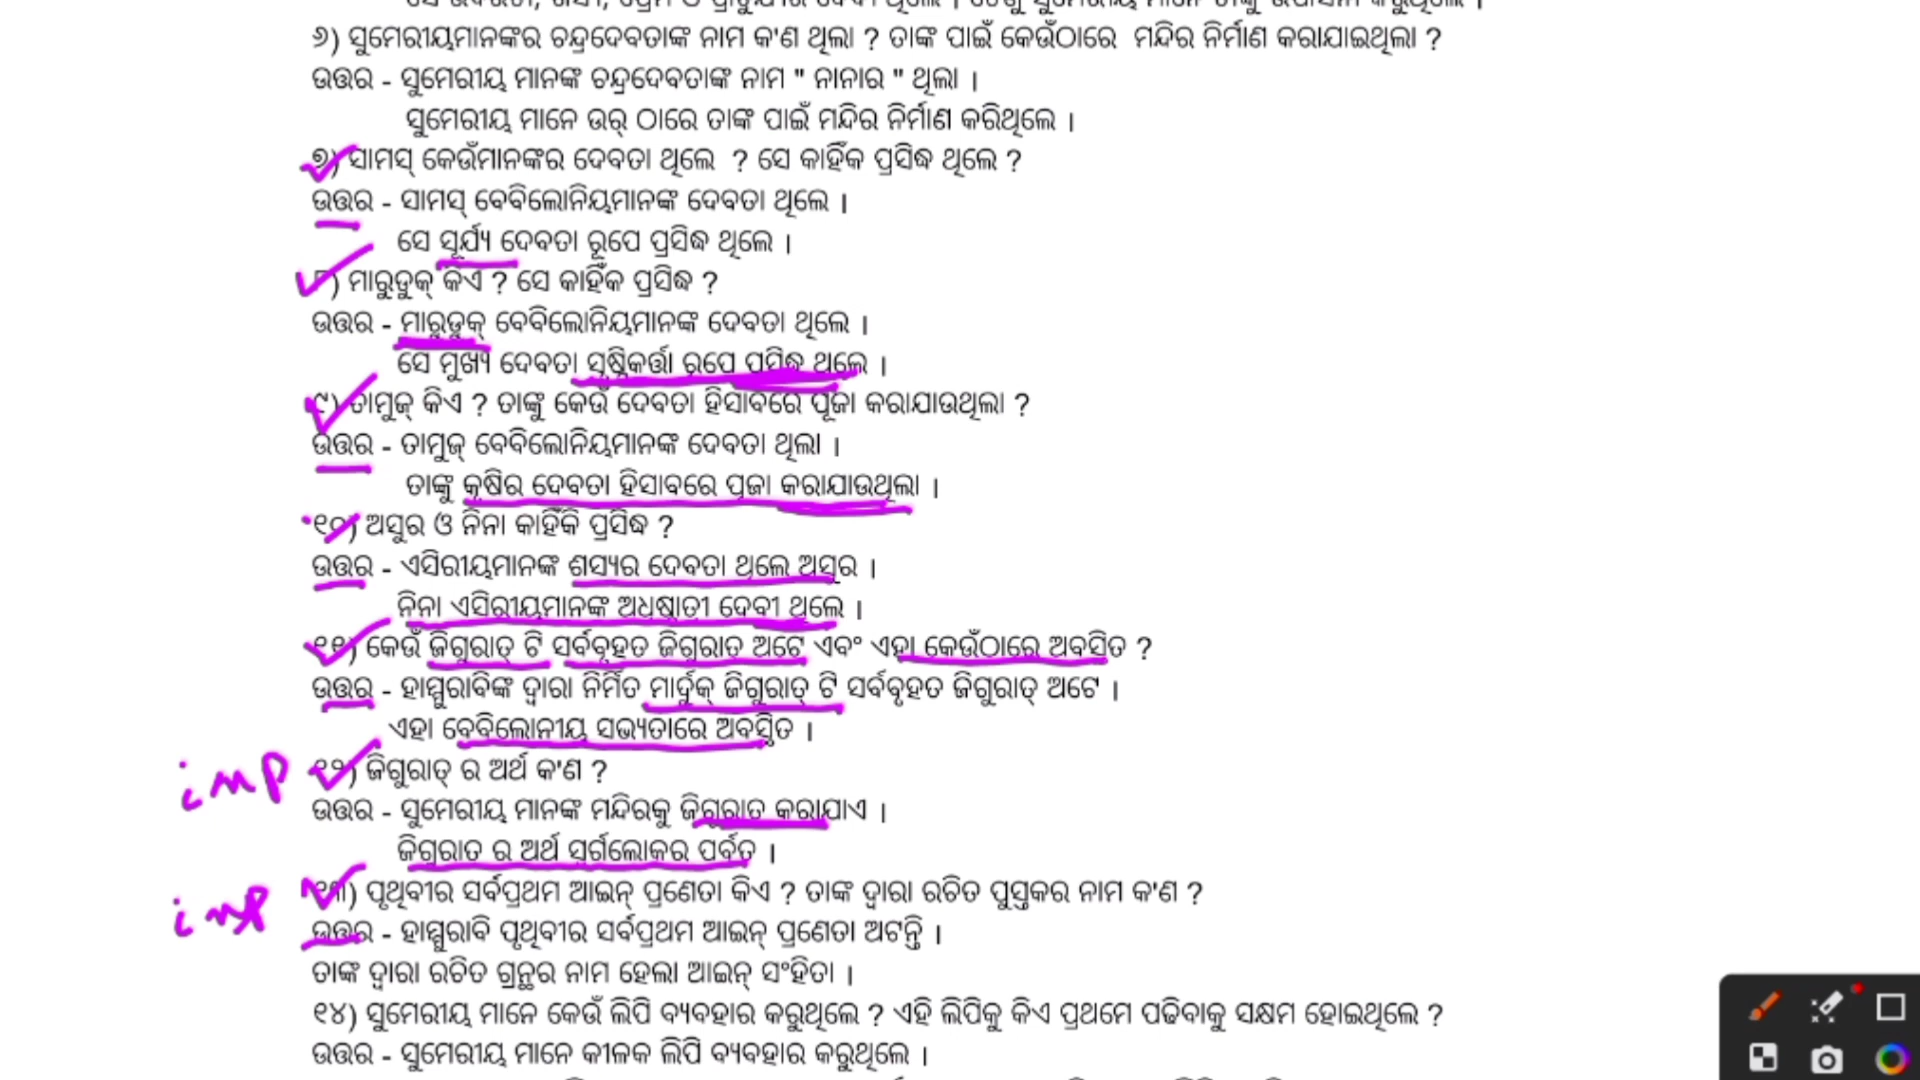 ୬) ସୁମେରୀୟମାନଙ୍କର ଚନ୍ଦ୍ରଦେବତାଙ୍କ ନାମ କ'ଣ ଥିଲା ? ତାଙ୍କ ପାଇଁ କେଉଁଠାରେ ମନ୍ଦିର ନିର୍ମାଣ କରାଯାଇଥିଲା ?
ଉତ୍ତର - ସୁମେରୀୟ ମାନଙ୍କ ଚନ୍ଦ୍ରଦେବତାଙ୍କ ନାମ " ନାନାର " ଥିଲା ।
ସୁମେରୀୟ ମାନେ ଉର୍ ଠାରେ ତାଙ୍କ ପାଇଁ ମନ୍ଦିର ନିର୍ମାଣ କରିଥିଲେ ।
୭) ସାମସ୍ କେଉଁମାନଙ୍କର ଦେବତା ଥିଲେ ? ସେ କାହିଁକି ପ୍ରସିଦ୍ଧ ଥିଲେ ?
ଉତ୍ତର - ସାମସ୍ ବେବିଲୋନିୟମାନଙ୍କ ଦେବତା ଥିଲେ ।
ସେ ସୂର୍ଯ୍ୟ ଦେବତା ରୂପେ ପ୍ରସିଦ୍ଧ ଥିଲେ ।
୮) ମାରୁଡୁକ୍ କିଏ ? ସେ କାହିଁକି ପ୍ରସିଦ୍ଧ ?
ଉତ୍ତର - ମାରୁଡୁକ୍ ବେବିଲୋନିୟମାନଙ୍କ ଦେବତା ଥିଲେ ।
ସେ ମୁଖ୍ୟ ଦେବତା ସୃଷ୍ଟିକର୍ତ୍ତା ରୂପେ ପ୍ରସିଦ୍ଧ ଥିଲେ ।
୯) ତାମୁଜ୍ କିଏ ? ତାଙ୍କୁ କେଉଁ ଦେବତା ହିସାବରେ ପୂଜା କରାଯାଉଥିଲା ?
ଉତ୍ତର - ତାମୁଜ୍ ବେବିଲୋନିୟମାନଙ୍କ ଦେବତା ଥିଲା ।
ତାଙ୍କୁ କୃଷିର ଦେବତା ହିସାବରେ ପୂଜା କରାଯାଉଥିଲା ।
୧୦) ଅସୁର ଓ ନିନା କାହିଁକି ପ୍ରସିଦ୍ଧ ?
ଉତ୍ତର - ଏସିରୀୟମାନଙ୍କ ଶସ୍ୟର ଦେବତା ଥିଲେ ଅସୁର ।
ନିନା ଏସିରୀୟମାନଙ୍କ ଅଧିଷ୍ଠାତ୍ରୀ ଦେବୀ ଥିଲେ ।
୧୧) କେଉଁ ଜିଗୁରାତ୍ ଟି ସର୍ବବୃହତ ଜିଗୁରାତ୍ ଅଟେ ଏବଂ ଏହା କେଉଁଠାରେ ଅବସ୍ଥିତ ?
ଉତ୍ତର - ହାମ୍ମୁରାବିଙ୍କ ଦ୍ୱାରା ନିର୍ମିତ ମାର୍ଦୁକ୍ ଜିଗୁରାତ୍ ଟି ସର୍ବବୃହତ ଜିଗୁରାତ୍ ଅଟେ ।
ଏହା ବେବିଲୋନୀୟ ସଭ୍ୟତାରେ ଅବସ୍ଥିତ ।
imp ୧୨) ଜିଗୁରାତ୍ ର ଅର୍ଥ କ'ଣ ?
ଉତ୍ତର - ସୁମେରୀୟ ମାନଙ୍କ ମନ୍ଦିରକୁ ଜିଗୁରାତ କରାଯାଏ ।
ଜିଗୁରାତ ର ଅର୍ଥ ସ୍ୱର୍ଗଲୋକର ପର୍ବତ ।
imp ୧୩) ପୃଥିବୀର ସର୍ବପ୍ରଥମ ଆଇନ୍ ପ୍ରଣେତା କିଏ ? ତାଙ୍କ ଦ୍ୱାରା ରଚିତ ପୁସ୍ତକର ନାମ କ'ଣ ?
ଉତ୍ତର - ହାମ୍ମୁରାବି ପୃଥିବୀର ସର୍ବପ୍ରଥମ ଆଇନ୍ ପ୍ରଣେତା ଅଟନ୍ତି ।
ତାଙ୍କ ଦ୍ୱାରା ରଚିତ ଗ୍ରନ୍ଥର ନାମ ହେଲା ଆଇନ୍ ସଂହିତା ।
୧୪) ସୁମେରୀୟ ମାନେ କେଉଁ ଲିପି ବ୍ୟବହାର କରୁଥିଲେ ? ଏହି ଲିପିକୁ କିଏ ପ୍ରଥମେ ପଢିବାକୁ ସକ୍ଷମ ହୋଇଥିଲେ ?
ଉତ୍ତର - ସୁମେରୀୟ ମାନେ କୀଳକ ଲିପି ବ୍ୟବହାର କରୁଥିଲେ ।